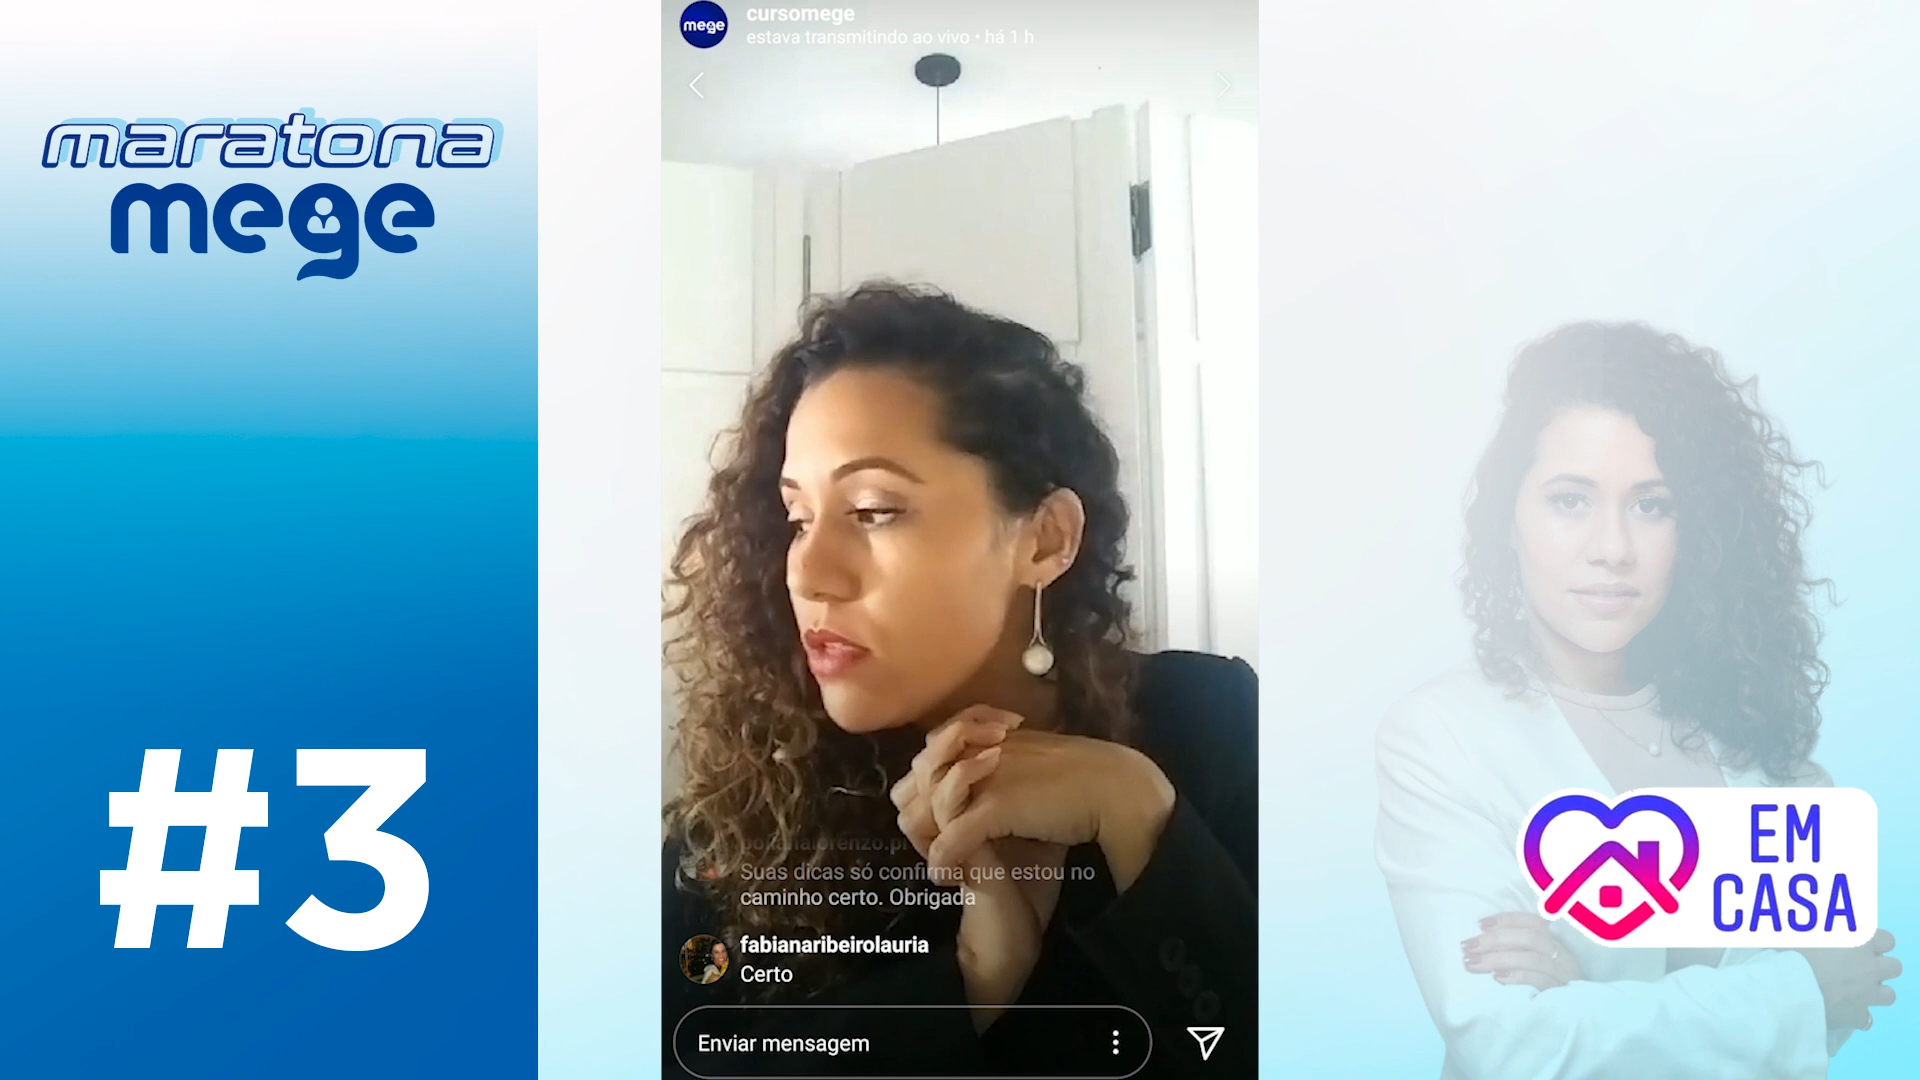 maratona
mege
#3
mege
cursomege
estava transmitindo ao vivo • há 1 h
Suas dicas só confirma que estou no
caminho certo. Obrigada
fabianaribeirolauria
Certo
Enviar mensagem
EM
CASA